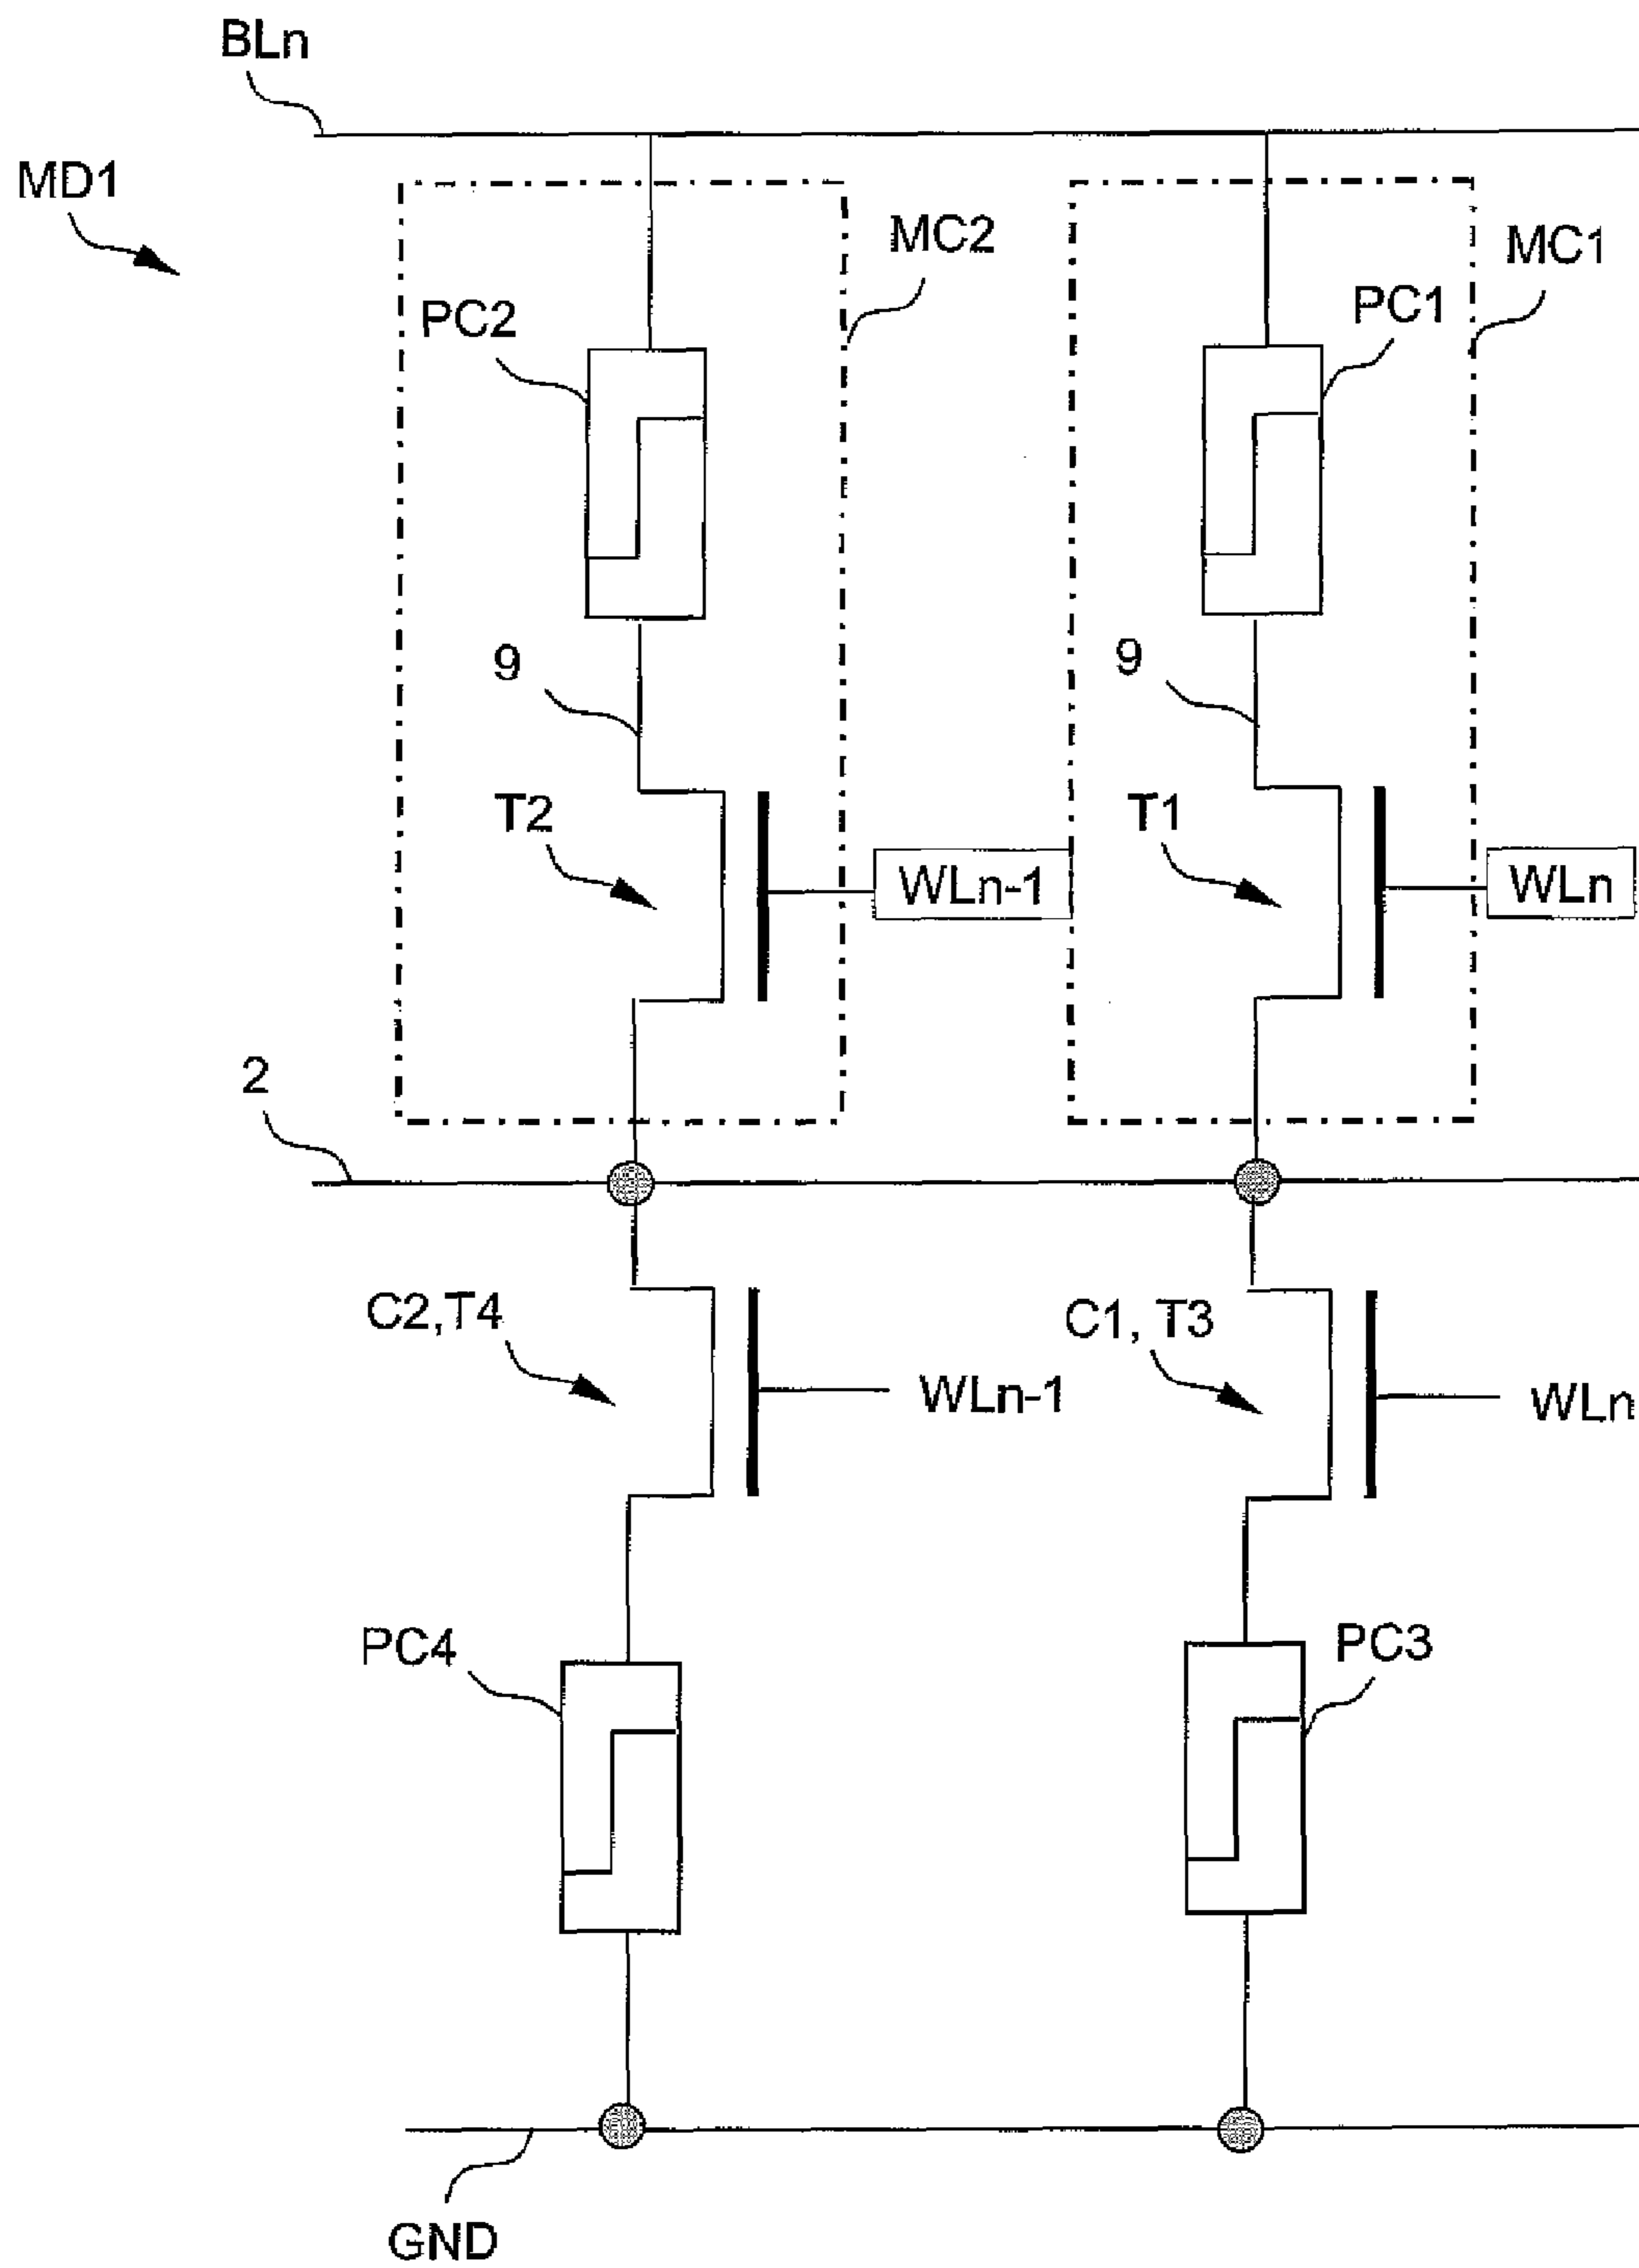 BLn
MD1
MC2
MC1
PC2
PC1
9
9
T2
T1
WLn-1
WLn
2
C2,T4
C1, T3
WLn-1
WLn
PC4
PC3
GND